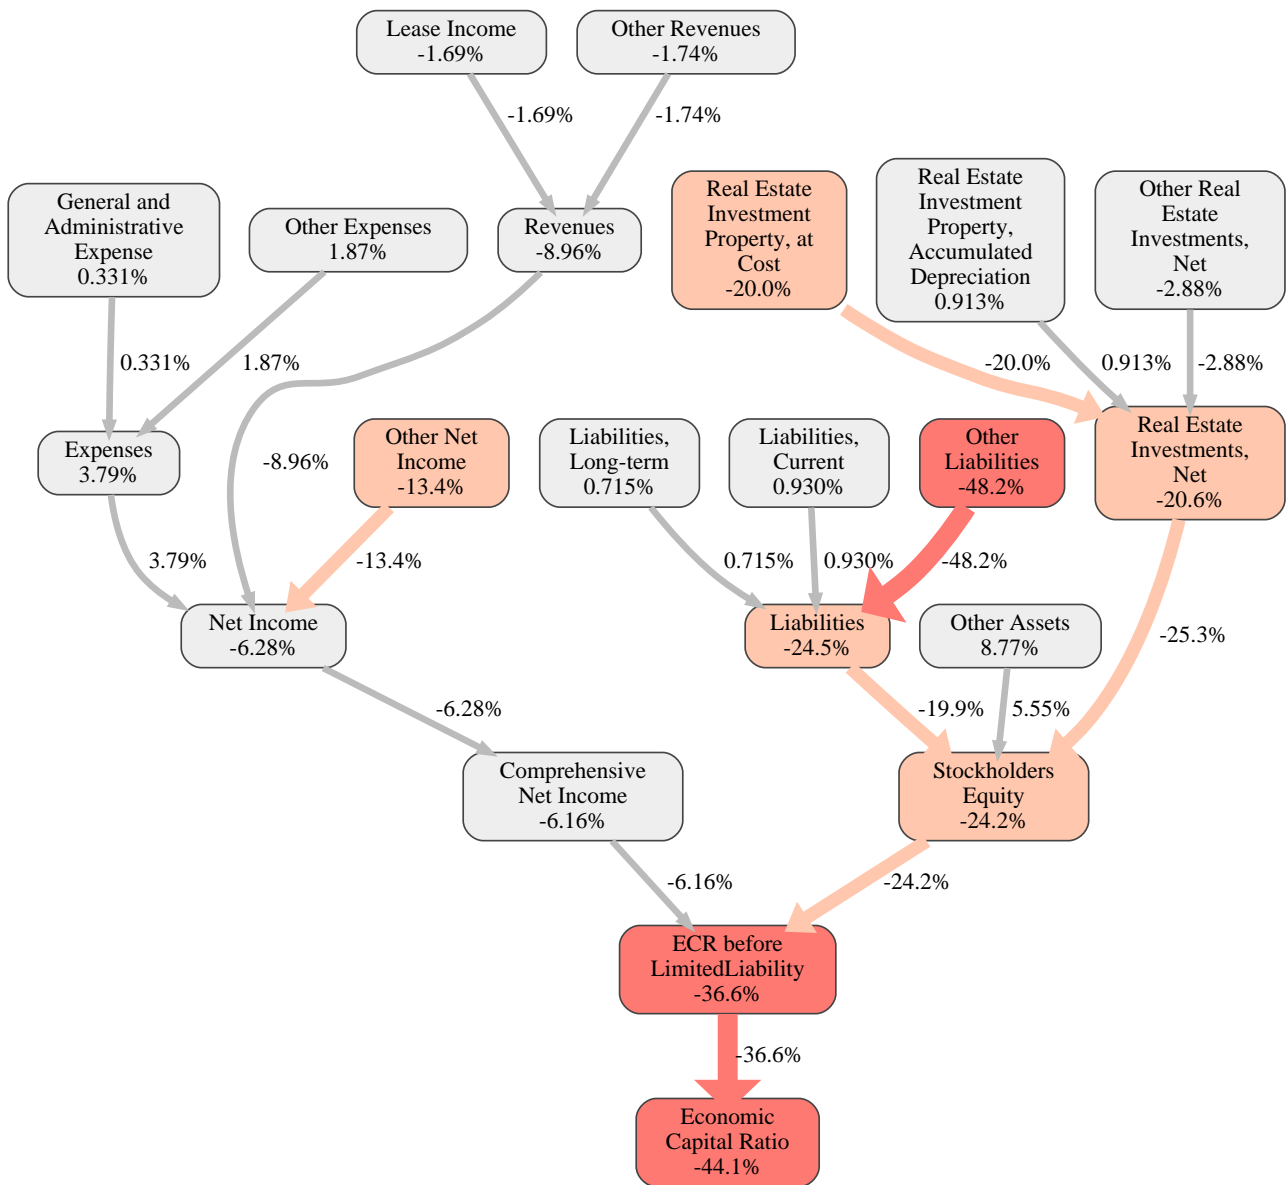 Lease Income
-1.69%
Other Revenues
-1.74%
-1.69%
-1.74%
General and
Administrative
Expense
0.331%
Other Expenses
1.87%
Revenues
-8.96%
Real Estate
Investment
Property, at
Cost
-20.0%
Real Estate
Investment
Property,
Accumulated
Depreciation
0.913%
Other Real
Estate
Investments,
Net
-2.88%
0.331%
1.87%
-20.0%
0.913%
-2.88%
Expenses
3.79%
-8.96%
Other Net
Income
-13.4%
Liabilities,
Long-term
0.715%
Liabilities,
Current
0.930%
Other
Liabilities
-48.2%
Real Estate
Investments,
Net
-20.6%
3.79%
-13.4%
0.715%
0.930%
-48.2%
Net Income
-6.28%
Liabilities
-24.5%
Other Assets
8.77%
-25.3%
-6.28%
-19.9%
5.55%
Comprehensive
Net Income
-6.16%
Stockholders
Equity
-24.2%
-6.16%
-24.2%
ECR before
LimitedLiability
-36.6%
-36.6%
Economic
Capital Ratio
-44.1%